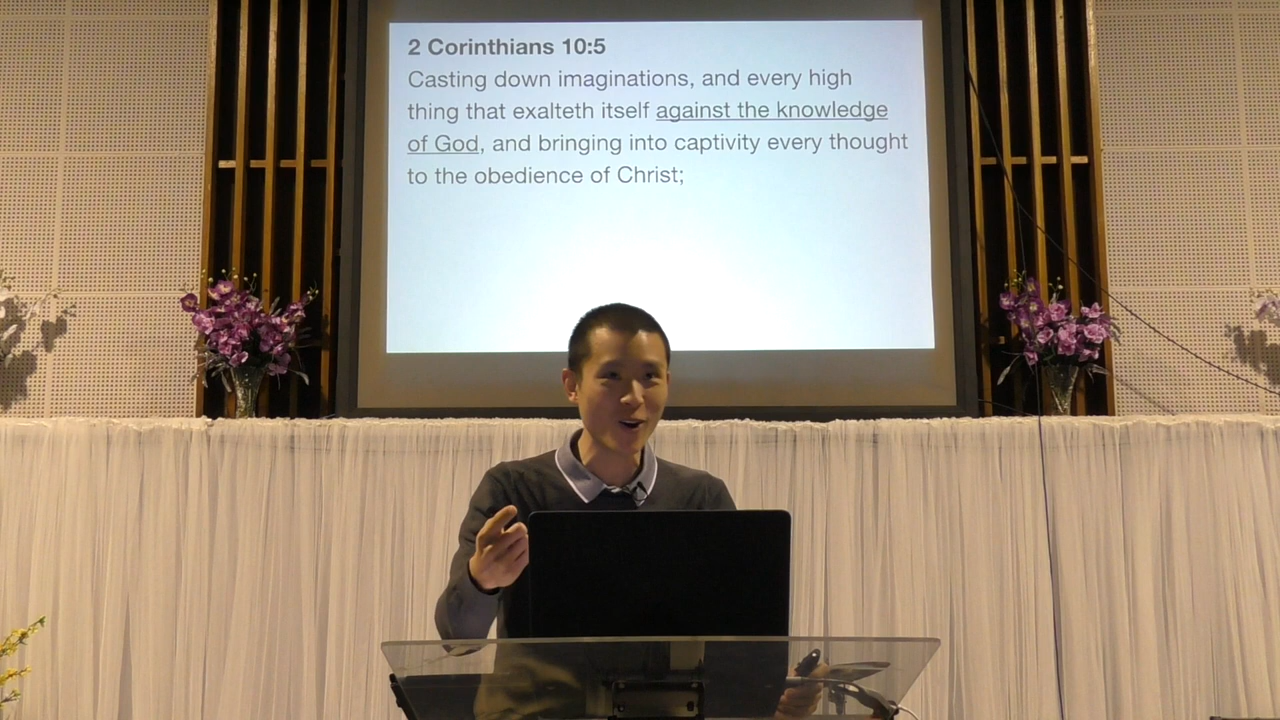 2 Corinthians 10:5
Casting down imaginations, and every high
thing that exalteth itself against the knowledge
of God, and bringing into captivity every thought
to the obedience of Christ;